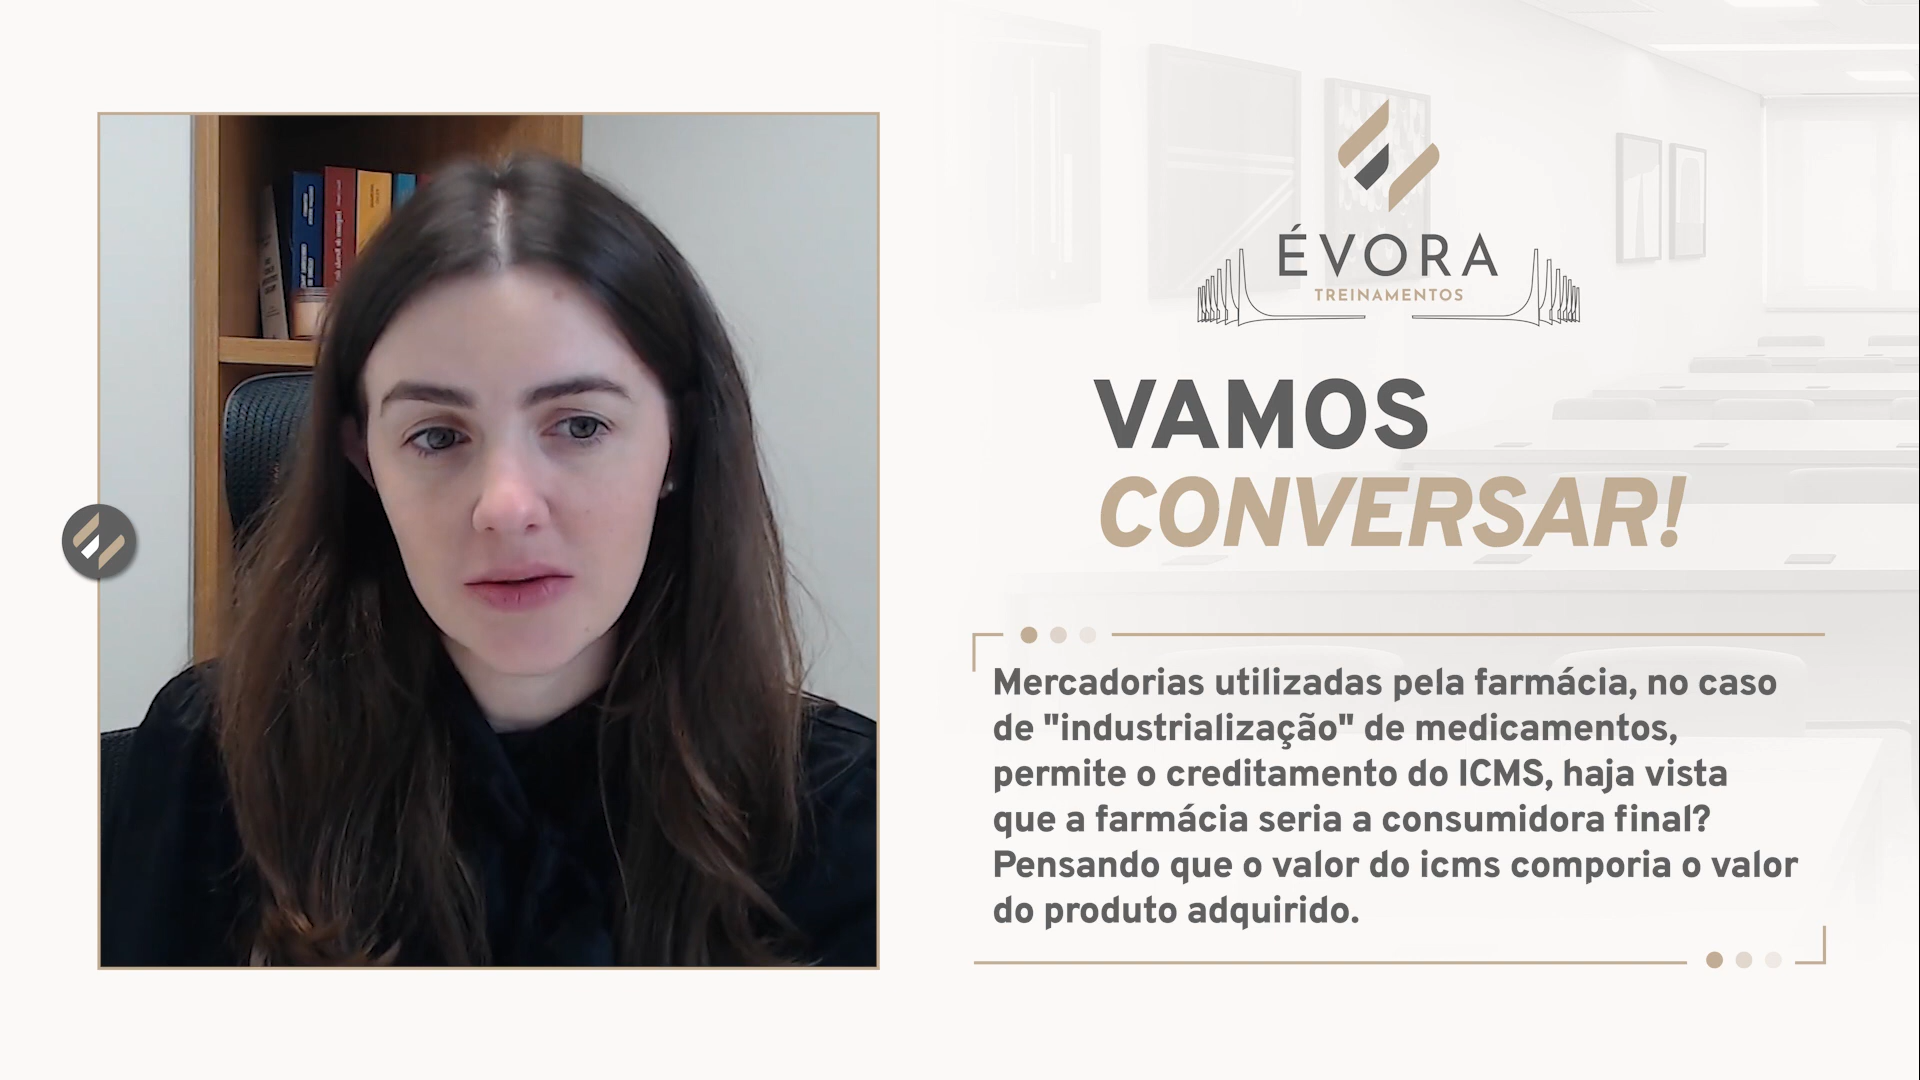 ÉVORA
TREINAMENTOS
VAMOS
CONVERSAR!
Mercadorias utilizadas pela farmácia, no caso
de "industrialização" de medicamentos,
permite o creditamento do ICMS, haja vista
que a farmácia seria a consumidora final?
Pensando que o valor do icms comporia o valor
do produto adquirido.